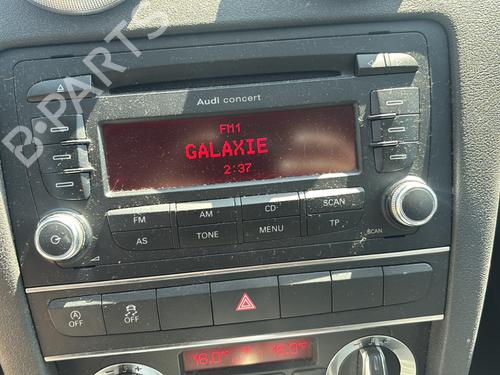 Audi concert
FM1
GALAXIE
2:37
FM AM CD SCAN
AS TONE MENU TP
SCAN
OFF OFF
18.0° 18.0°
B-PARTS